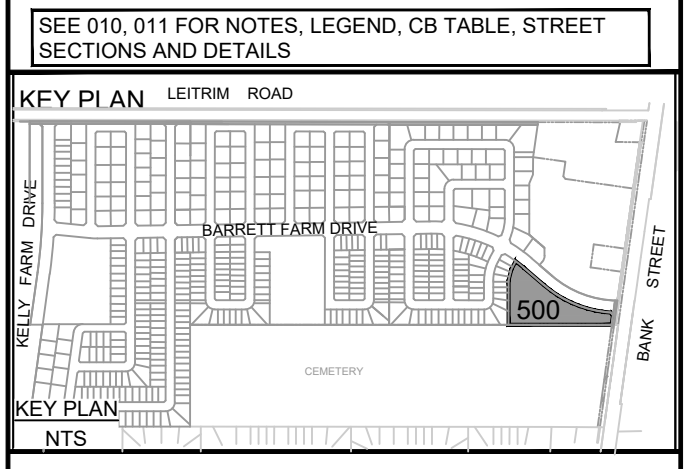 SEE 010, 011 FOR NOTES, LEGEND, CB TABLE, STREET
SECTIONS AND DETAILS
KEY PLAN
LEITRIM ROAD
KELLY FARM DRIVE
BARRETT FARM DRIVE
BANK STREET
500
CEMETERY
KEY PLAN
NTS